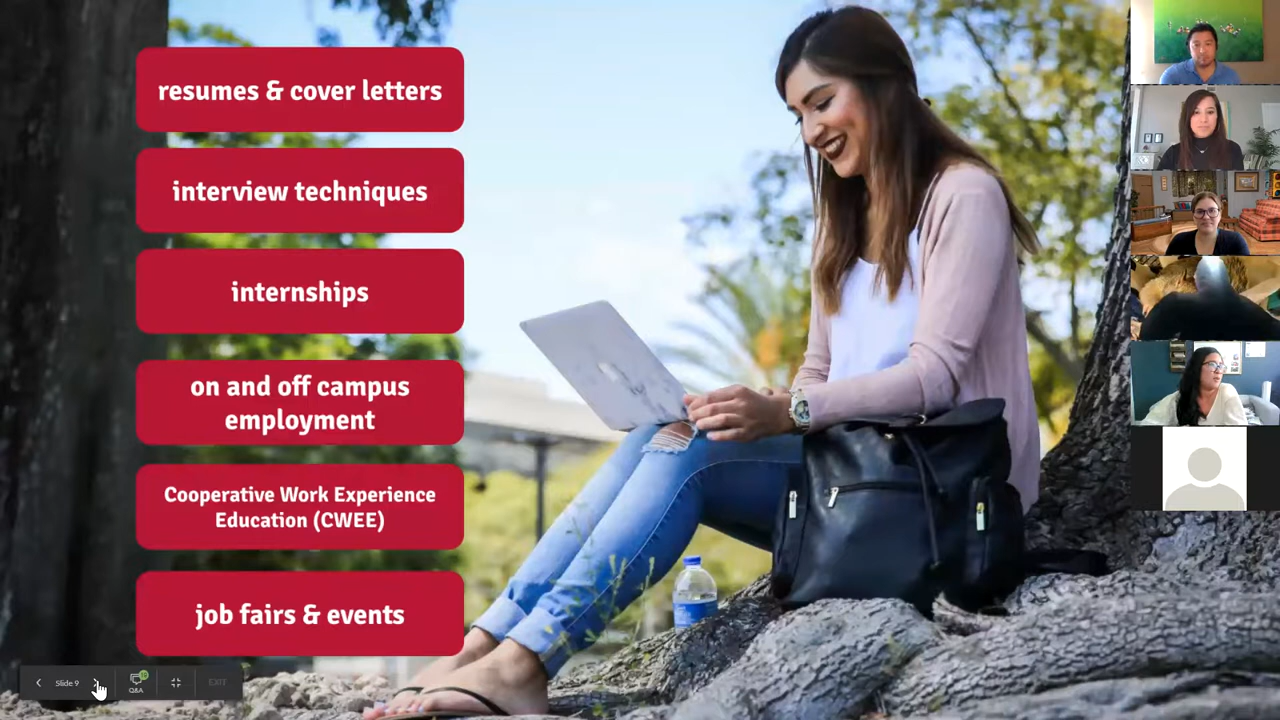 resumes & cover letters
interview techniques
internships
on and off campus
employment
Cooperative Work Experience
Education (CWEE)
job fairs & events
Slide 9
Q&A
EXIT